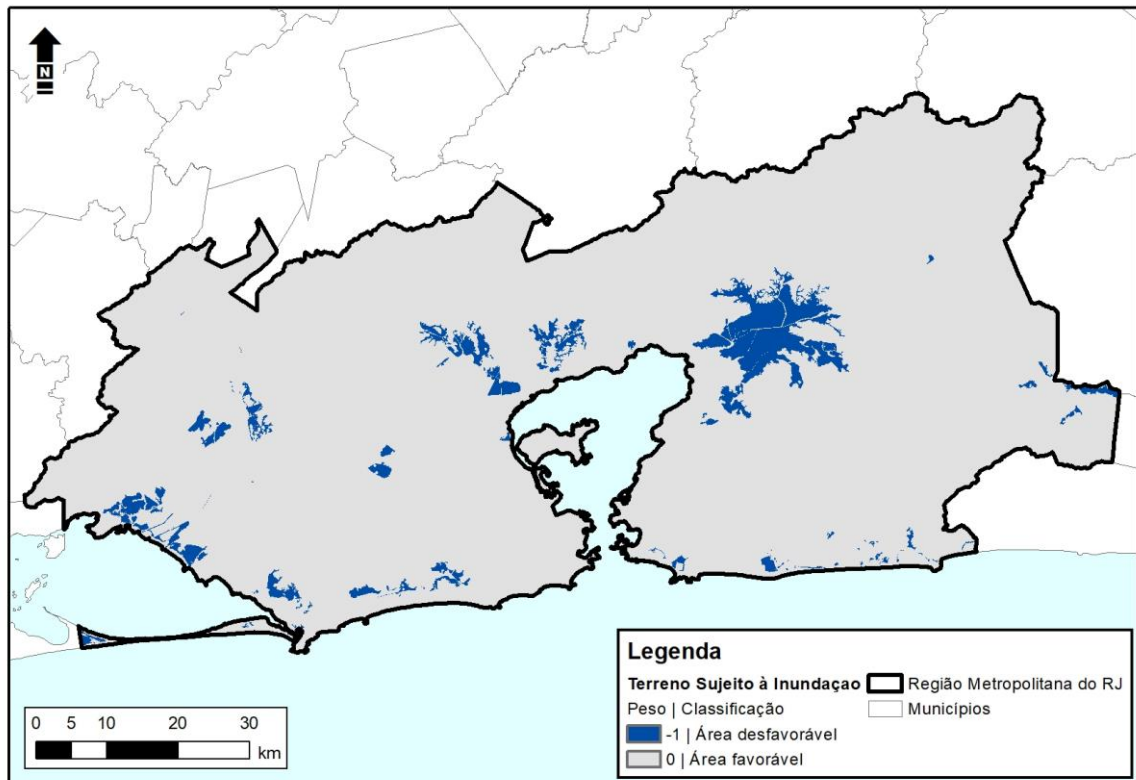 N
Legenda
Terreno Sujeito à Inundaçao
Região Metropolitana do RJ
Peso | Classificação
Municípios
-1 | Área desfavorável
0 | Área favorável
0 5 10 20 30
km